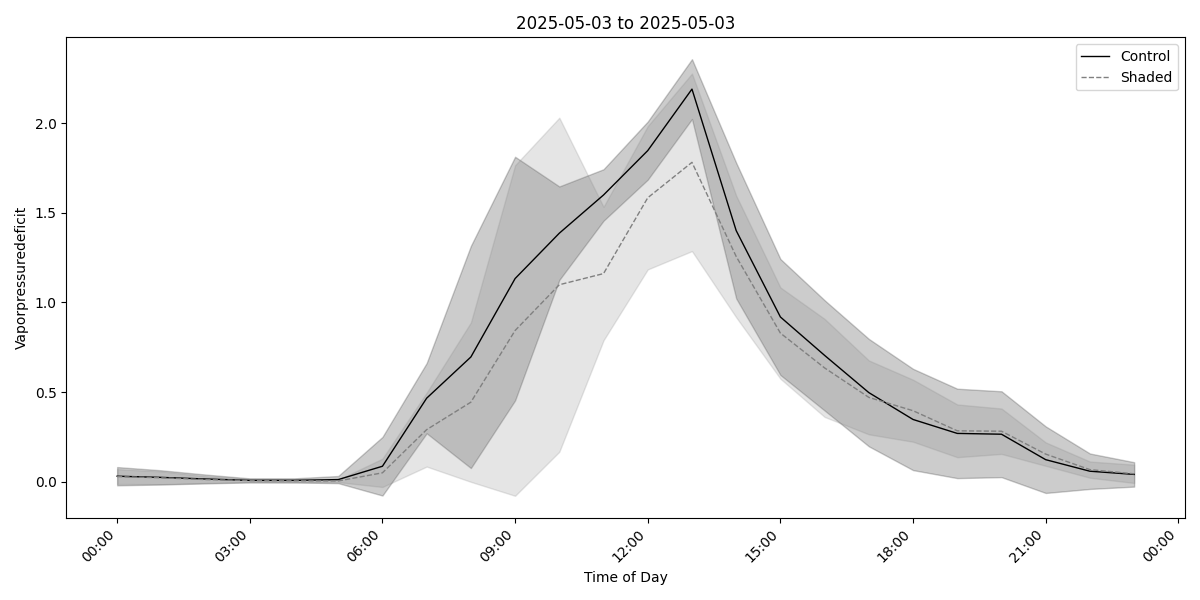 2025-05-03 to 2025-05-03
Control
Shaded
Vaporpressuredeficit
2.0
1.5
1.0
0.5
0.0
00:00 03:00 06:00 09:00 12:00 15:00 18:00 21:00 00:00
Time of Day